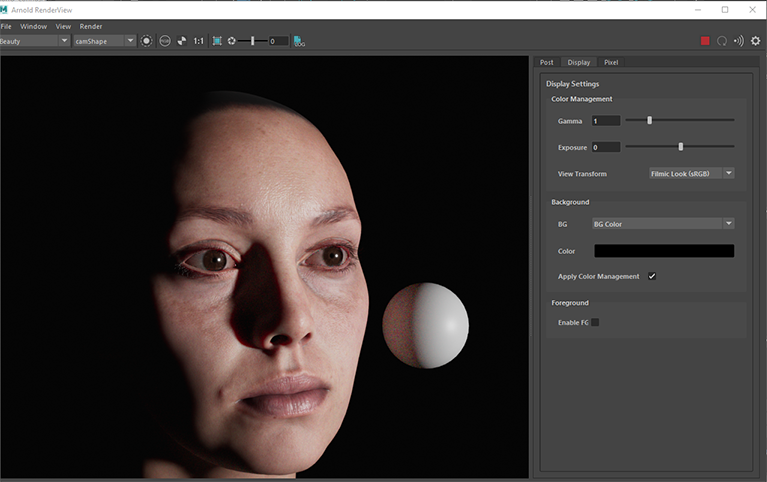 Arnold RenderView
File Window View Render
Beauty camShape 1:1 0
Post Display Pixel
Display Settings
Color Management
Gamma 1
Exposure 0
View Transform Filmic Look (sRGB)
Background
BG BG Color
Color
Apply Color Management
Foreground
Enable FG